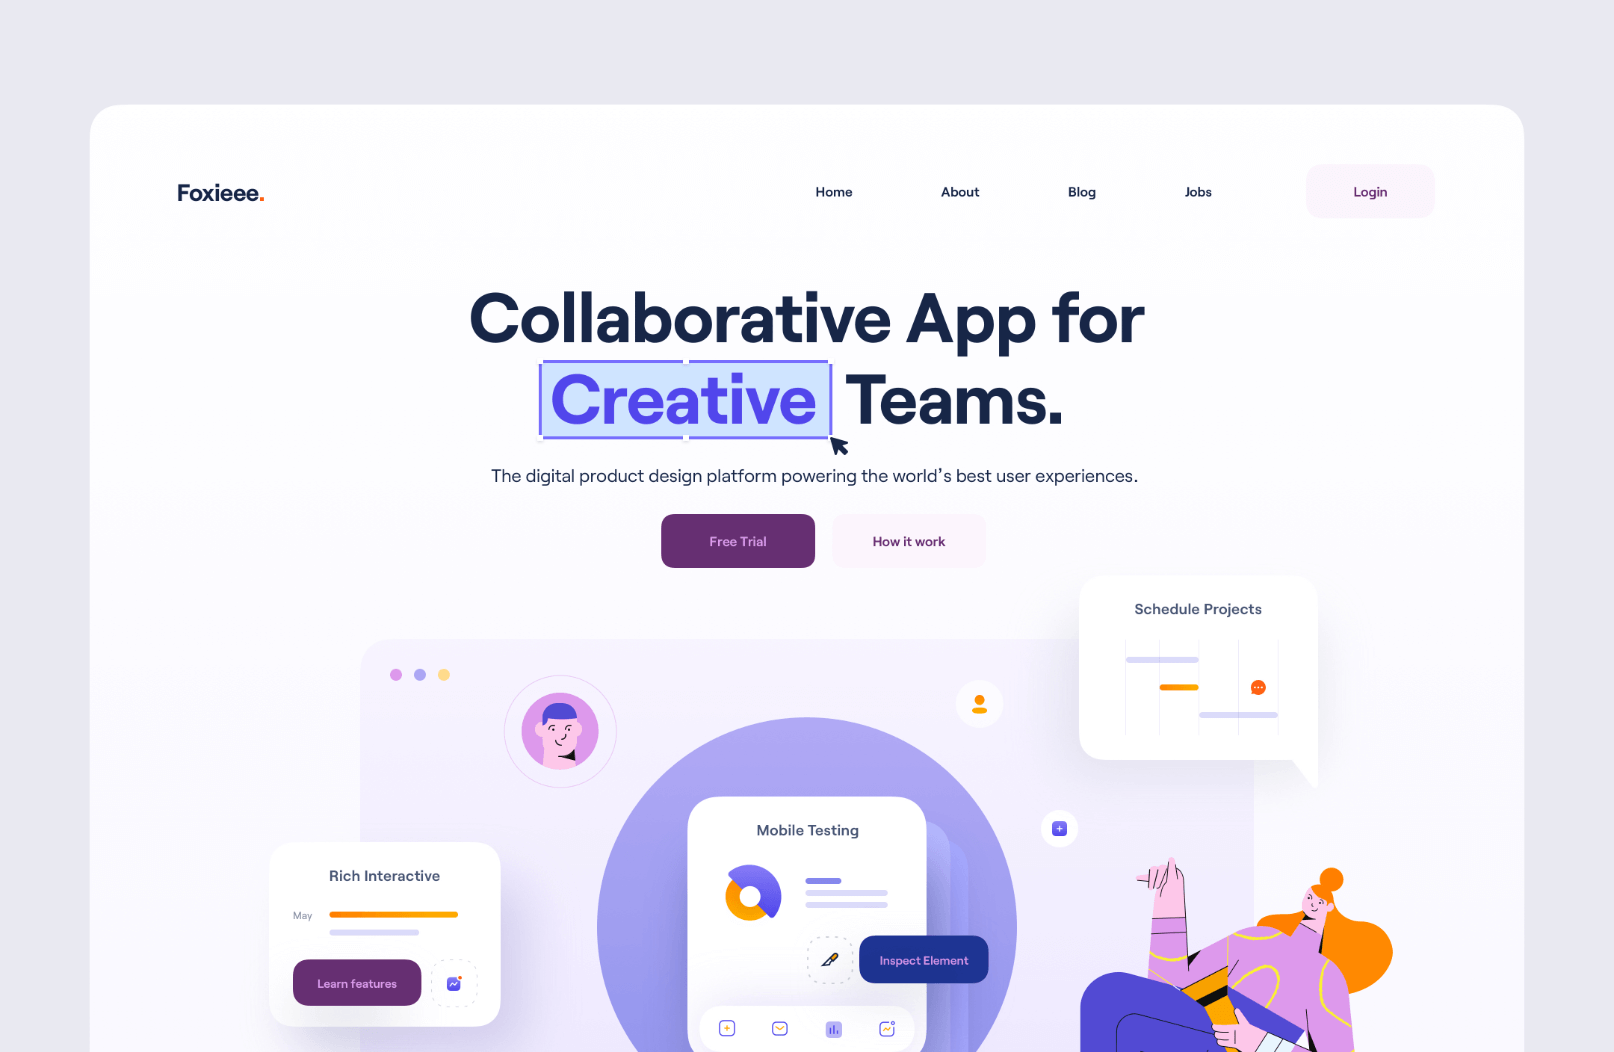 Foxieee.
Home About Blog Jobs Login
Collaborative App for
Creative Teams.
The digital product design platform powering the world’s best user experiences.
Free Trial How it work
Schedule Projects
Mobile Testing
Rich Interactive
May
Inspect Element
Learn features